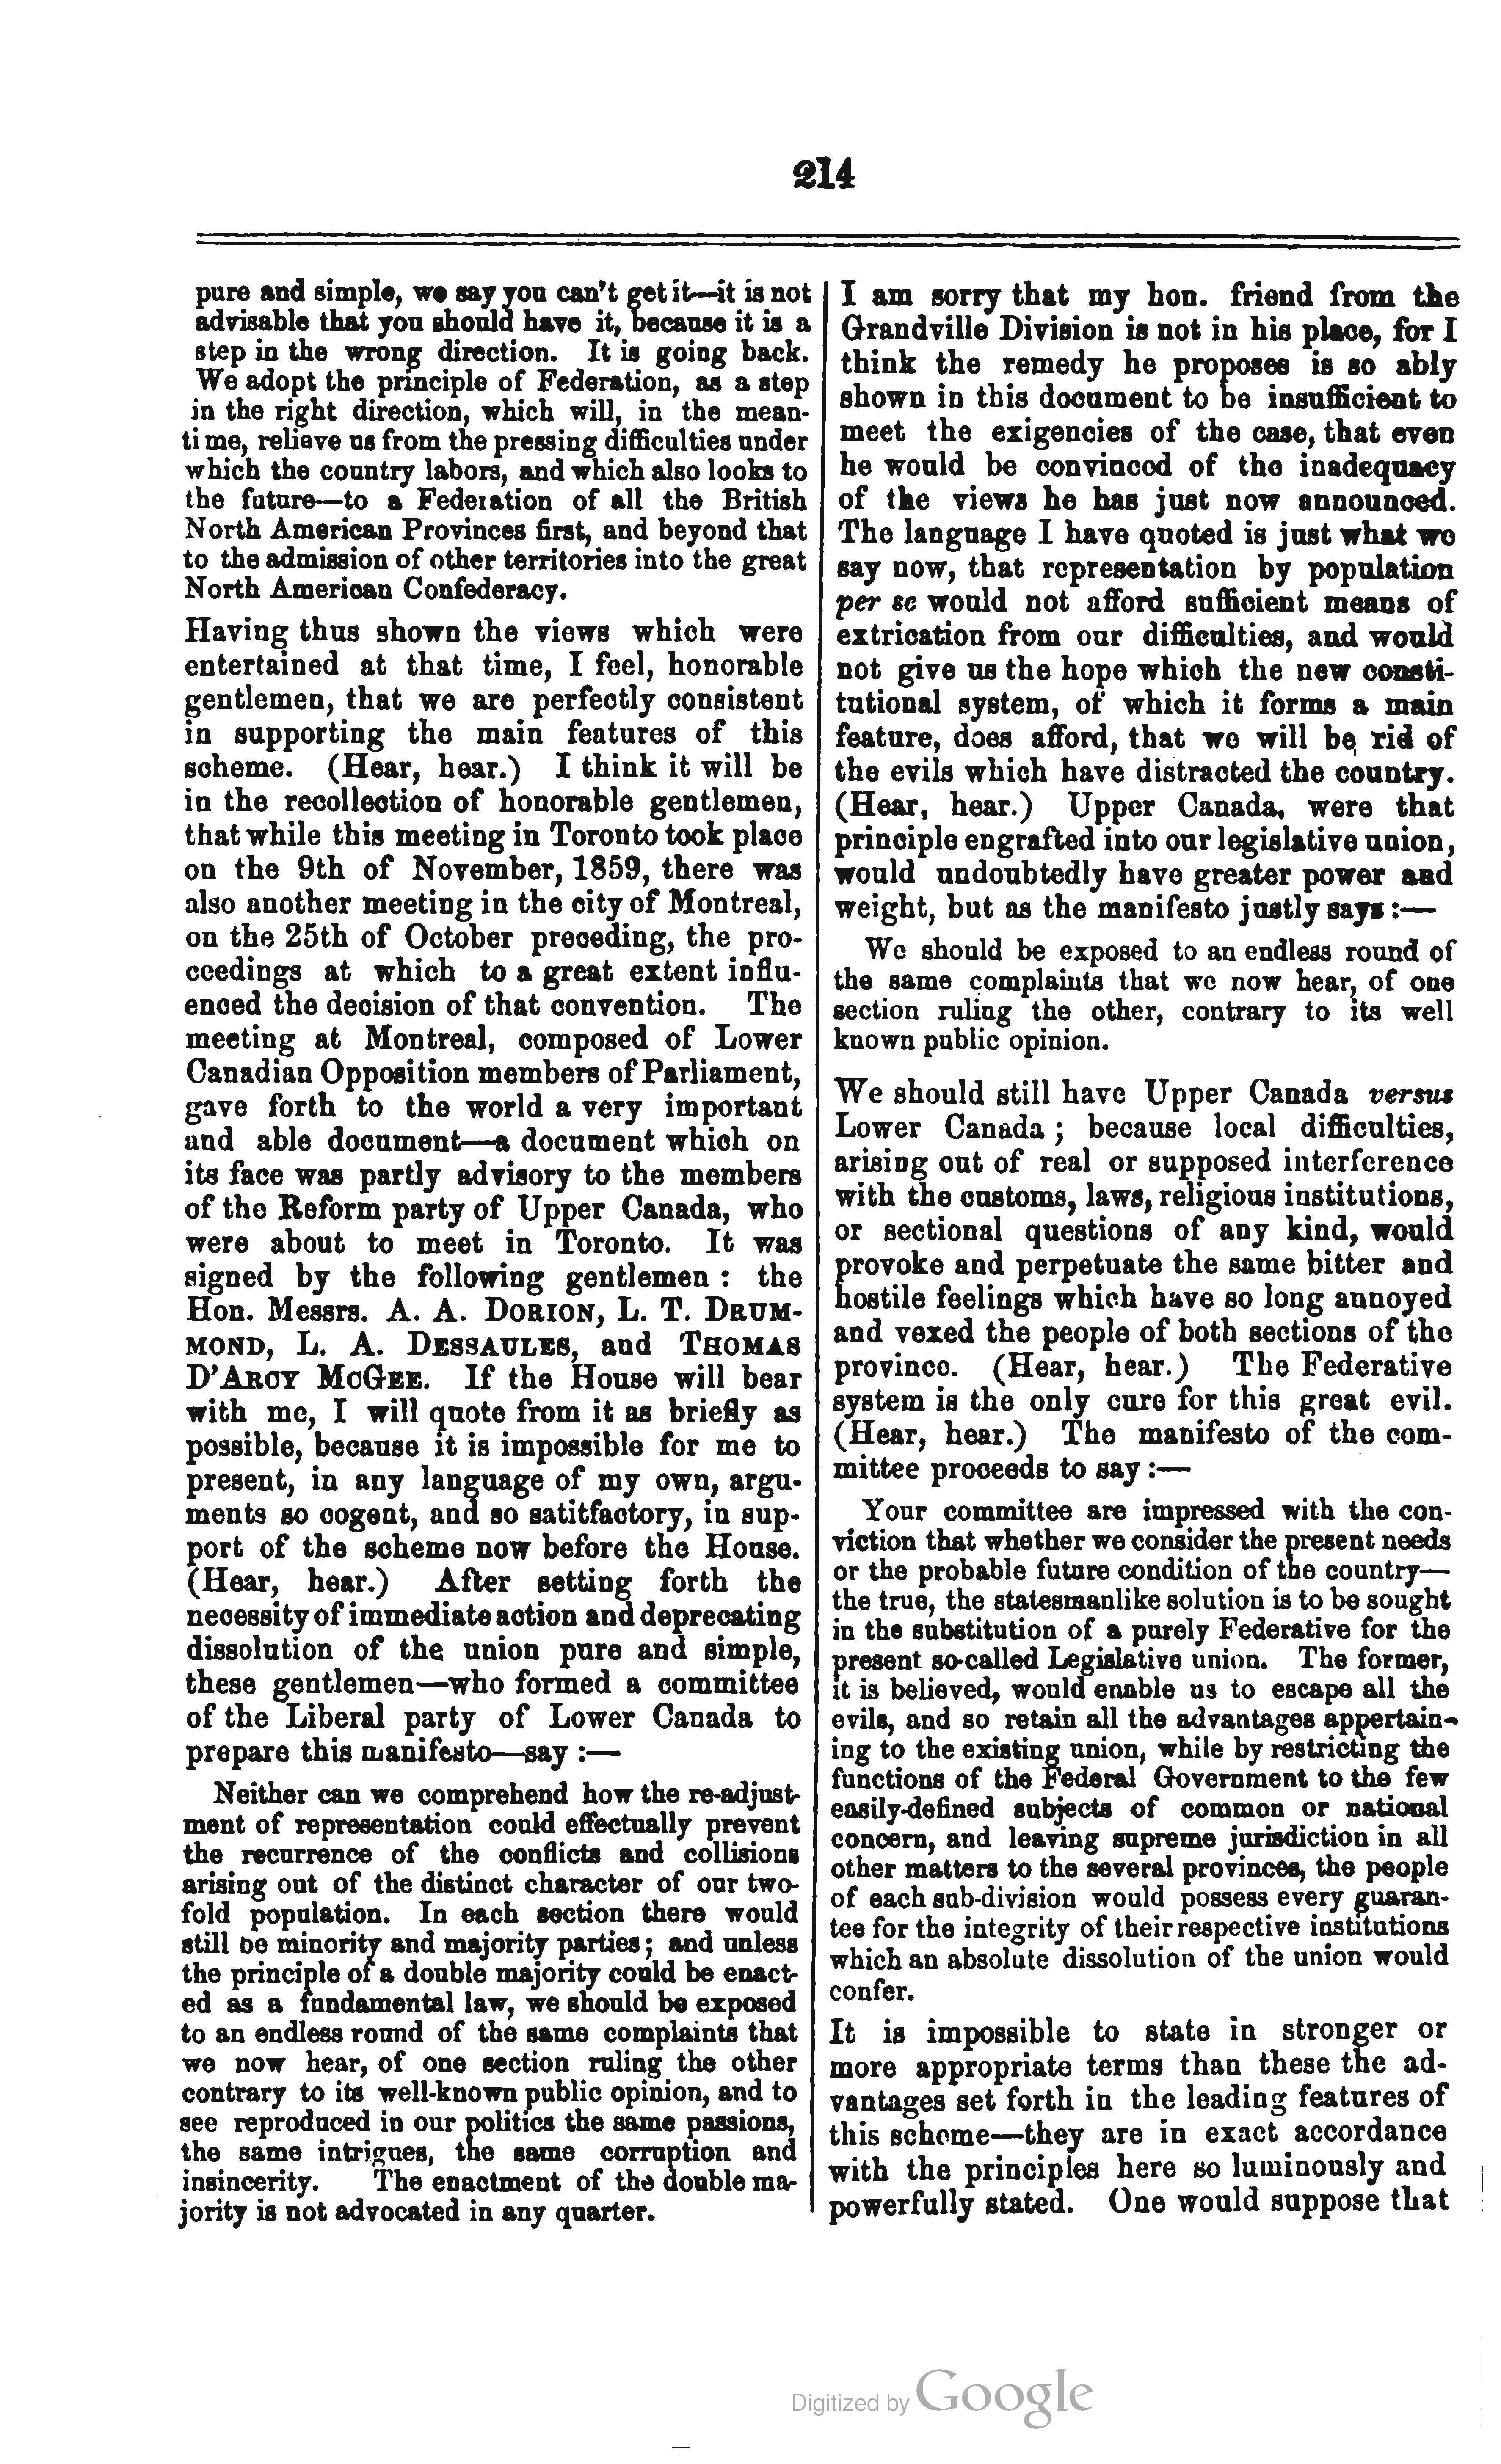 214
pure and simple, we say you can't get it—it is not
advisable that you should have it, because it is a
step in the wrong direction. It is going back.
We adopt the principle of Federation, as a step
in the right direction, which will, in the mean-
time, relieve us from the pressing difficulties under
which the country labors, and which also looks to
the future—to a Federation of all the British
North American Provinces first, and beyond that
to the admission of other territories into the great
North American Confederacy.
Having thus shown the views which were
entertained at that time, I feel, honorable
gentlemen, that we are perfectly consistent
in supporting the main features of this
scheme. (Hear, hear.) I think it will be
in the recollection of honorable gentlemen,
that while this meeting in Toronto took place
on the 9th of November, 1859, there was
also another meeting in the city of Montreal,
on the 25th of October preceding, the pro-
ceedings at which to a great extent influ-
enced the decision of that convention. The
meeting at Montreal, composed of Lower
Canadian Opposition members of Parliament,
gave forth to the world a very important
and able document—a document which on
its face was partly advisory to the members
of the Reform party of Upper Canada, who
were about to meet in Toronto. It was
signed by the following gentlemen : the
Hon. Messrs. A. A. DORION, L. T. DRUM-
MOND, L. A. DESSAULES, and THOMAS
D'ARCY MCGEE. If the House will bear
with me, I will quote from it as briefly as
possible, because it is impossible for me to
present, in any language of my own, argu-
ments so cogent, and so satitfactory, in sup-
port of the scheme now before the House.
(Hear, hear.) After setting forth the
necessity of immediate action and deprecating
dissolution of the union pure and simple,
these gentlemen—who formed a committee
of the Liberal party of Lower Canada to
prepare this manifesto—say :—
Neither can we comprehend how the re-adjust-
ment of representation could effectually prevent
the recurrence of the conflicts and collisions
arising out of the distinct character of our two-
fold population. In each section there would
still be minority and majority parties; and unless
the principle of a double majority could be enact-
ed as a fundamental law, we should be exposed
to an endless round of the same complaints that
we now hear, of one section ruling the other
contrary to its well-known public opinion, and to
see reproduced in our politics the same passions,
the same intrigues, the same corruption and
insincerity. The enactment of the double ma-
jority is not advocated in any quarter.
I am sorry that my hon. friend from the
Grandville Division is not in his place, for I
think the remedy he proposes is so ably
shown in this document to be insufficient to
meet the exigencies of the case, that even
he would be convinced of the inadequacy
of the views he has just now announced.
The language I have quoted is just what we
say now, that representation by population
per se would not afford sufficient means of
extrication from our difficulties, and would
not give us the hope which the new consti-
tutional system, of which it forms a main
feature, does afford, that we will be rid of
the evils which have distracted the country.
(Hear, hear.) Upper Canada, were that
principle engrafted into our legislative union,
would undoubtedly have greater power and
weight, but as the manifesto justly says :—
We should be exposed to an endless round of
the same complaints that we now hear, of one
section ruling the other, contrary to its well
known public opinion.
We should still have Upper Canada versus
Lower Canada ; because local difficulties,
arising out of real or supposed interference
with the customs, laws, religious institutions,
or sectional questions of any kind, would
provoke and perpetuate the same bitter and
hostile feelings which have so long annoyed
and vexed the people of both sections of the
province. (Hear, hear.) The Federative
system is the only cure for this great evil.
(Hear, hear.) The manifesto of the com-
mittee proceeds to say :—
Your committee are impressed with the con-
viction that whether we consider the present needs
or the probable future condition of the country—
the true, the statesmanlike solution is to be sought
in the substitution of a purely Federative for the
present so-called Legislative union. The former,
it is believed, would enable us to escape all the
evils, and so retain all the advantages appertain-
ing to the existing union, while by restricting the
functions of the Federal Government to the few
easily-defined subjects of common or national
concern, and leaving supreme jurisdiction in all
other matters to the several provinces, the people
of each sub-division would possess every guaran-
tee for the integrity of their respective institutions
which an absolute dissolution of the union would
confer.
It is impossible to state in stronger or
more appropriate terms than these the ad-
vantages set forth in the leading features of
this scheme—they are in exact accordance
with the principles here so luminously and
powerfully stated. One would suppose that
Digitized by Google